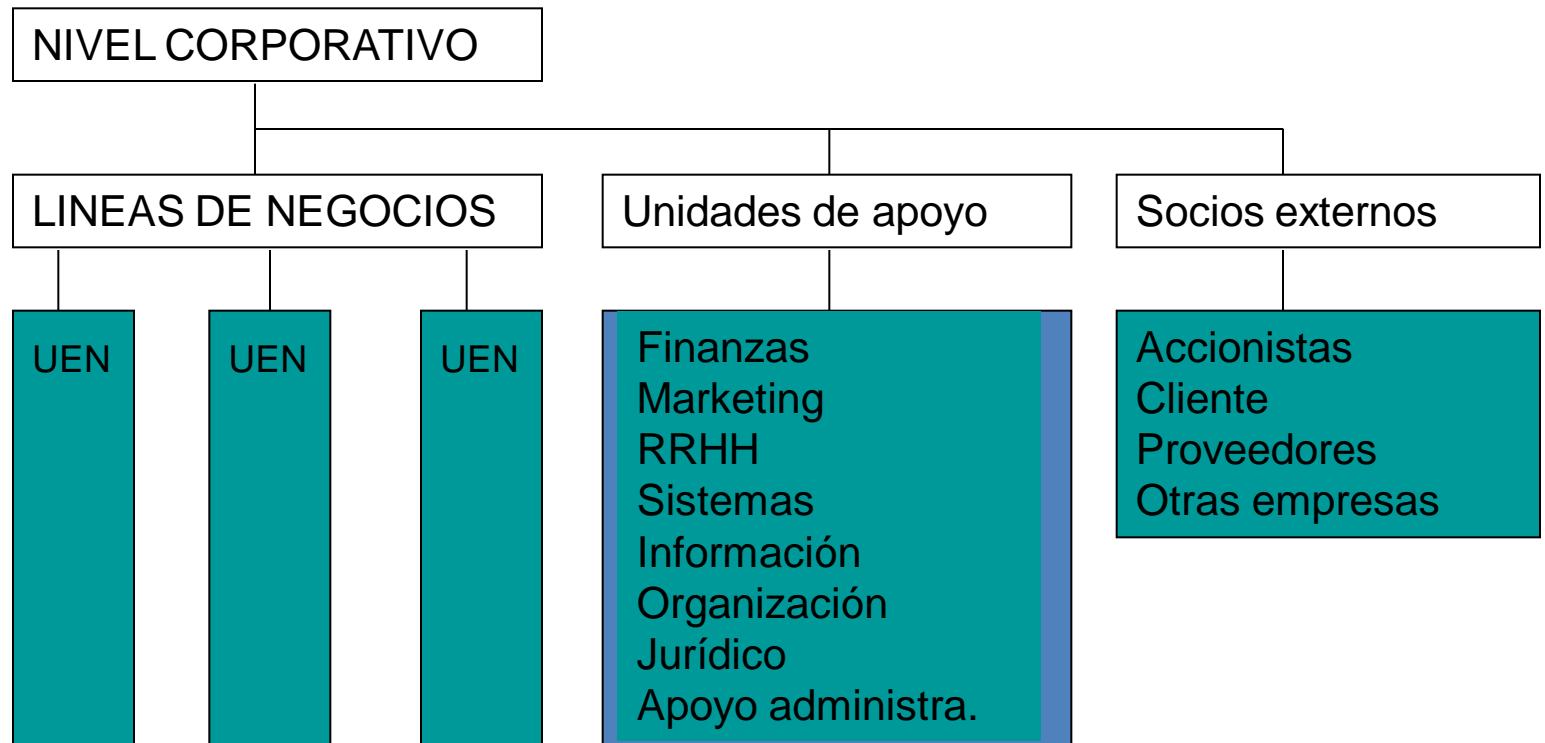 NIVEL CORPORATIVO
LINEAS DE NEGOCIOS
Unidades de apoyo
Socios externos
UEN
UEN
UEN
Finanzas
Marketing
RRHH
Sistemas
Información
Organización
Jurídico
Apoyo administra.
Accionistas
Cliente
Proveedores
Otras empresas